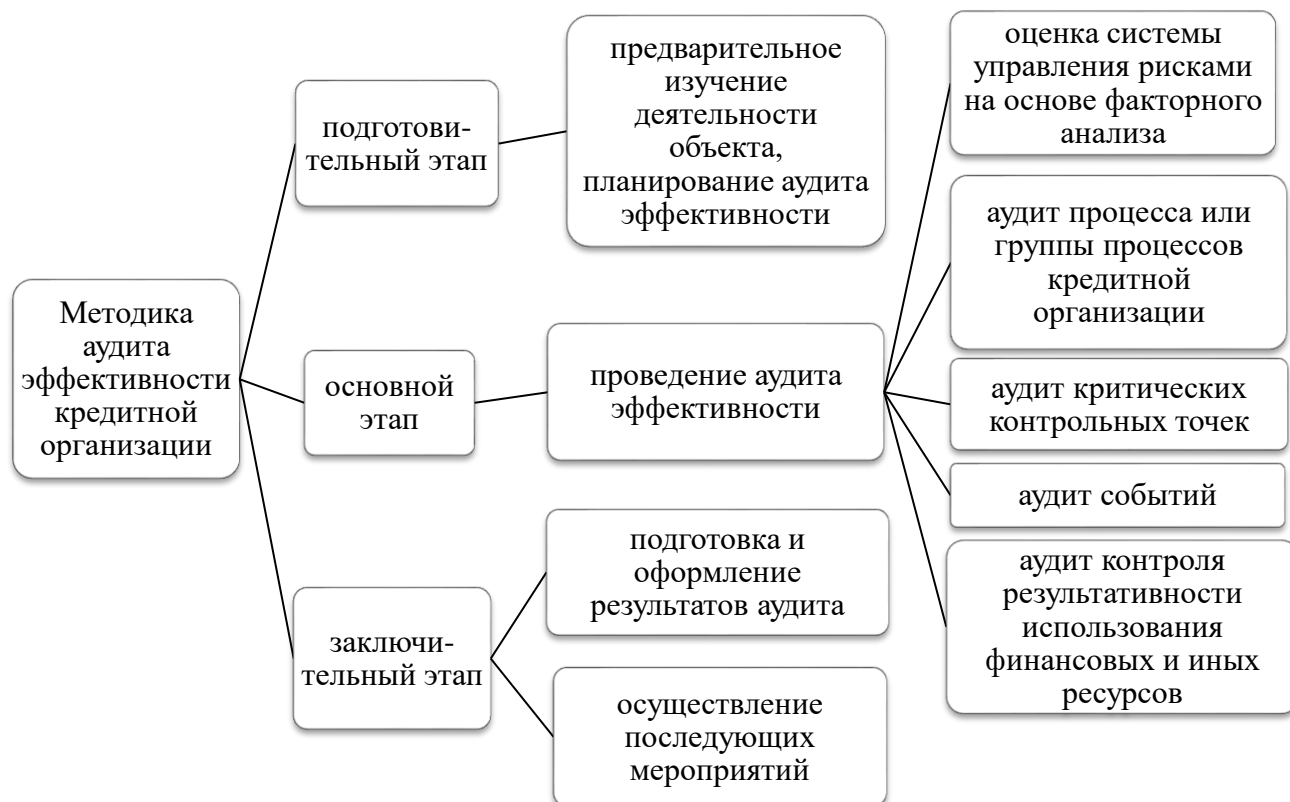 Методика
аудита
эффективности
кредитной
организации
подготови-
тельный этап
предварительное
изучение
деятельности
объекта,
планирование аудита
эффективности
основной
этап
проведение аудита
эффективности
оценка системы
управления рисками
на основе факторного
анализа
аудит процесса или
группы процессов
кредитной
организации
аудит критических
контрольных точек
аудит событий
аудит контроля
результативности
использования
финансовых и иных
ресурсов
заключи-
тельный этап
подготовка и
оформление
результатов аудита
осуществление
последующих
мероприятий